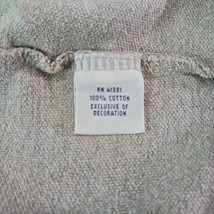 RN 41381
100% COTTON
EXCLUSIVE OF
DECORATION